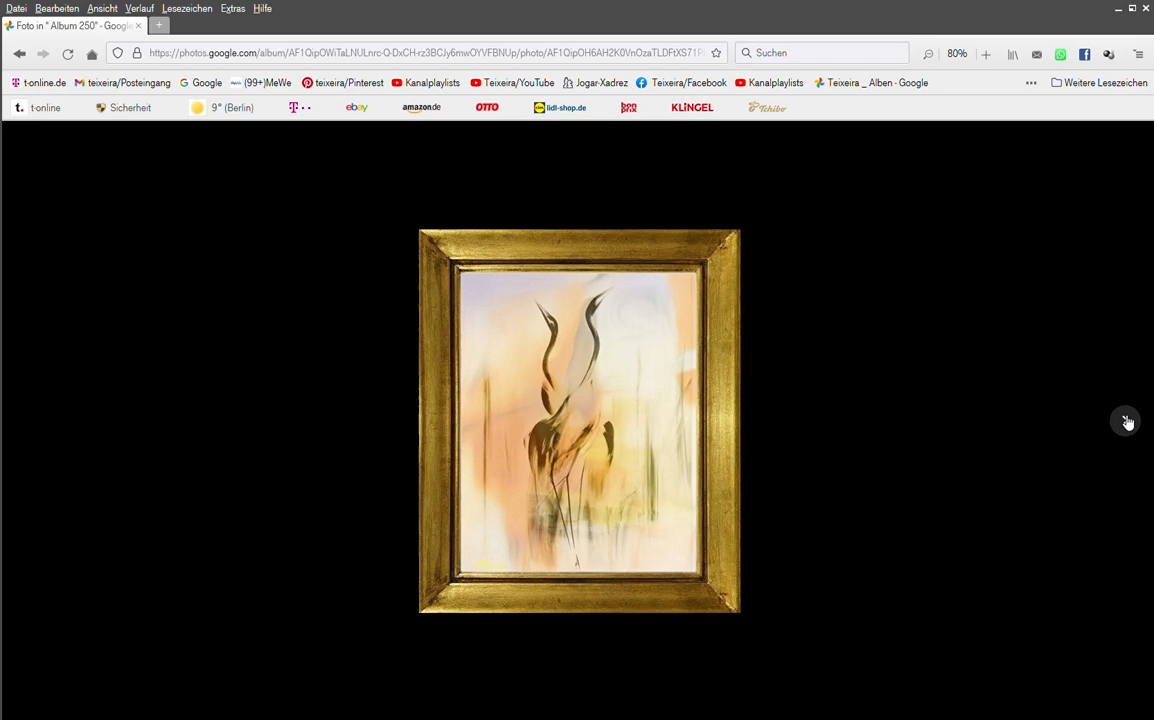 Datei Bearbeiten Ansicht Verlauf Lesezeichen Extras Hilfe
Foto in " Album 250"- Google
https://photos.google.com/album/AF1QipOWiTaLNULnrc-Q-DxCH-rz3BCJy6mwOYVFBNUp/photo/AF1QipOH6AH2K0VnOzaTLDFtXS71P
Suchen
80%
t-online.de teixeira/Posteingang Google (99+)MeWe teixeira/Pinterest Kanalplaylists Teixeira/YouTube Jogar-Xadrez Teixeira/Facebook Kanalplaylists Teixeira _ Alben - Google Weitere Lesezeichen
t. t-online Sicherheit 9° (Berlin) T ebay amazon.de OTTO lidl-shop.de bon prix KLiNGEL Tchibo